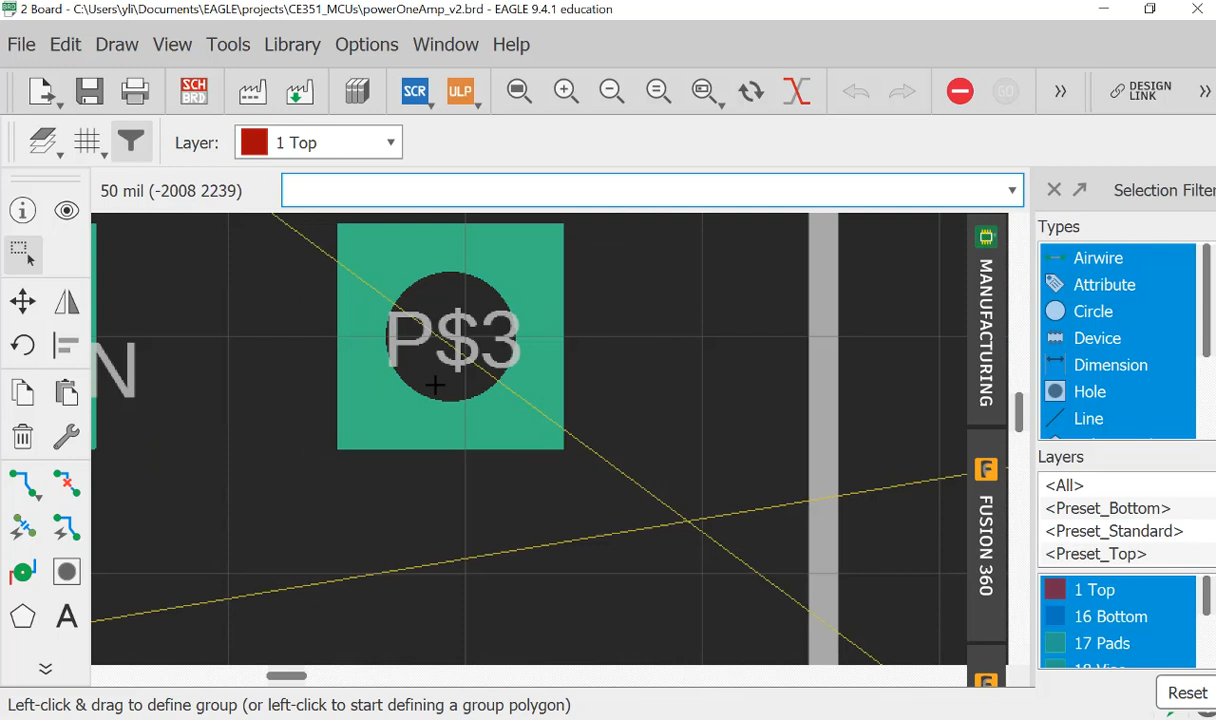 2 Board - C:\Users\yli\Documents\EAGLE\projects\CE351_MCUs\powerOneAmp_v2.brd - EAGLE 9.4.1 education
File Edit Draw View Tools Library Options Window Help
SCH BRD SCR ULP GO DESIGN LINK
Layer: 1 Top
50 mil (-2008 2239)
Selection Filter
Types
Airwire
Attribute
Circle
Device
Dimension
Hole
Line
P$3
N
MANUFACTURING
FUSION 360
Layers
<All>
<Preset_Bottom>
<Preset_Standard>
<Preset_Top>
1 Top
16 Bottom
17 Pads
18 Vias
Reset
Left-click & drag to define group (or left-click to start defining a group polygon)